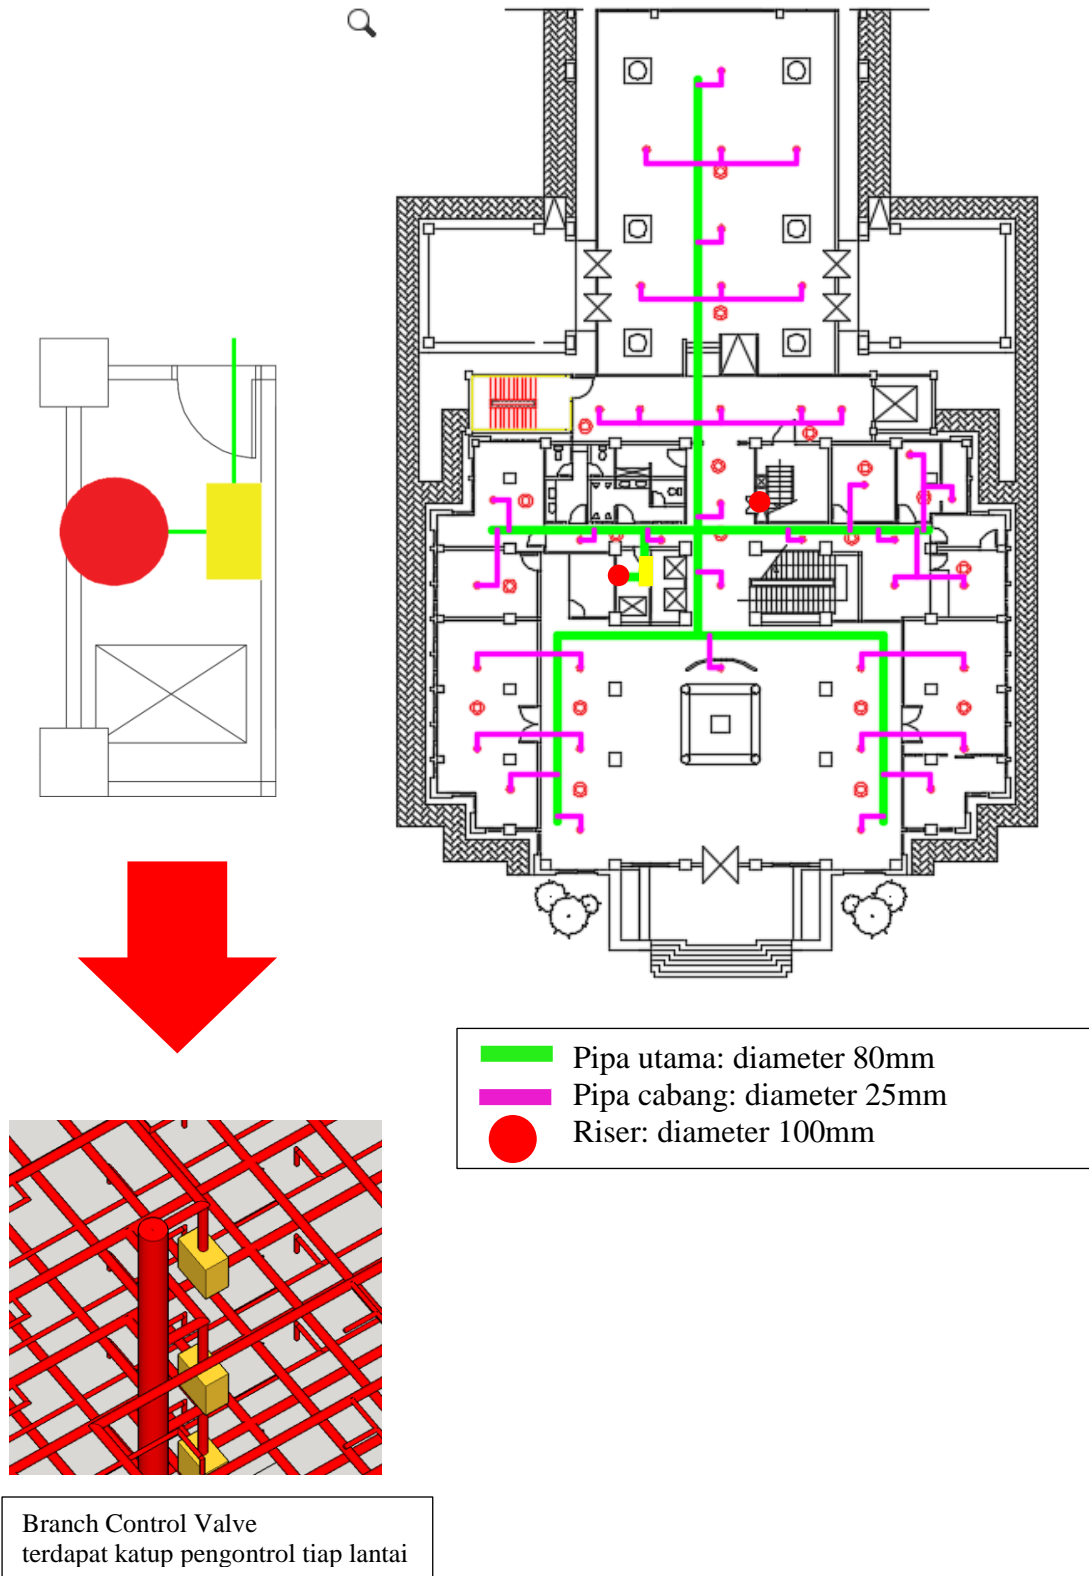 Pipa utama: diameter 80mm
Pipa cabang: diameter 25mm
Riser: diameter 100mm
Branch Control Valve
terdapat katup pengontrol tiap lantai